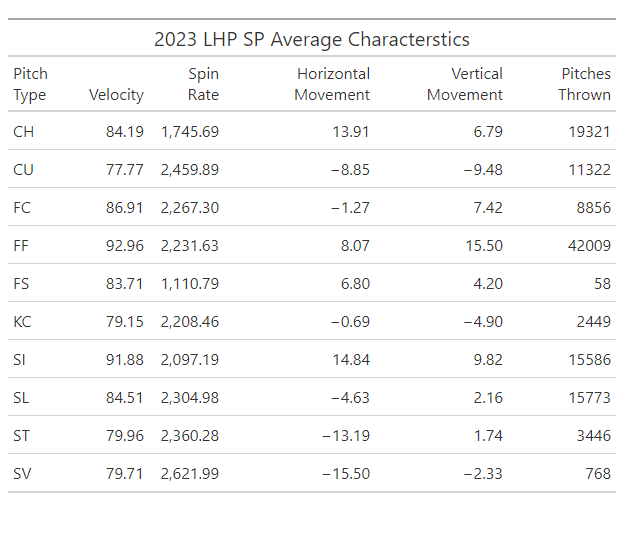 2023 LHP SP Average Characterstics
Pitch Type Velocity Spin Rate Horizontal Movement Vertical Movement Pitches Thrown
CH 84.19 1,745.69 13.91 6.79 19321
CU 77.77 2,459.89 −8.85 −9.48 11322
FC 86.91 2,267.30 −1.27 7.42 8856
FF 92.96 2,231.63 8.07 15.50 42009
FS 83.71 1,110.79 6.80 4.20 58
KC 79.15 2,208.46 −0.69 −4.90 2449
SI 91.88 2,097.19 14.84 9.82 15586
SL 84.51 2,304.98 −4.63 2.16 15773
ST 79.96 2,360.28 −13.19 1.74 3446
SV 79.71 2,621.99 −15.50 −2.33 768